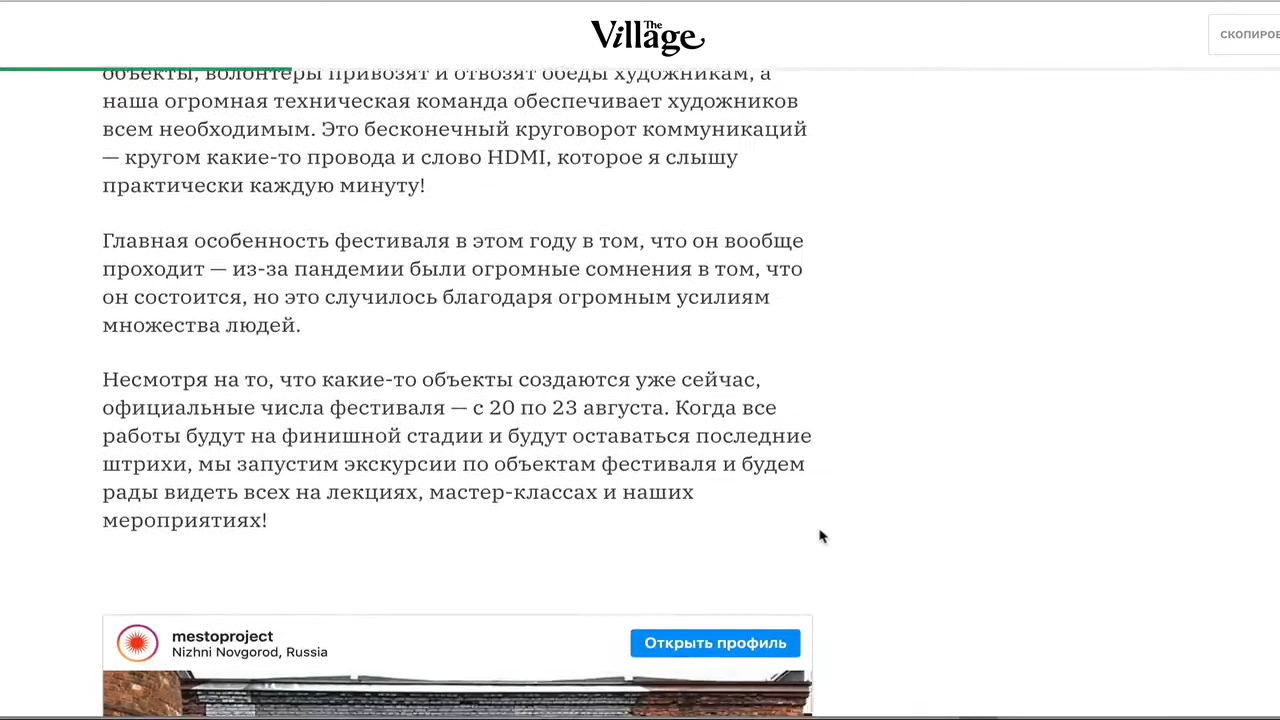 The Village
СКОПИРОВ
объекты, волонтеры привозят и отвозят обеды художникам, а
наша огромная техническая команда обеспечивает художников
всем необходимым. Это бесконечный круговорот коммуникаций
— кругом какие-то провода и слово HDMI, которое я слышу
практически каждую минуту!
Главная особенность фестиваля в этом году в том, что он вообще
проходит — из-за пандемии были огромные сомнения в том, что
он состоится, но это случилось благодаря огромным усилиям
множества людей.
Несмотря на то, что какие-то объекты создаются уже сейчас,
официальные числа фестиваля — с 20 по 23 августа. Когда все
работы будут на финишной стадии и будут оставаться последние
штрихи, мы запустим экскурсии по объектам фестиваля и будем
рады видеть всех на лекциях, мастер-классах и наших
мероприятиях!
mestoproject
Nizhni Novgorod, Russia
Открыть профиль